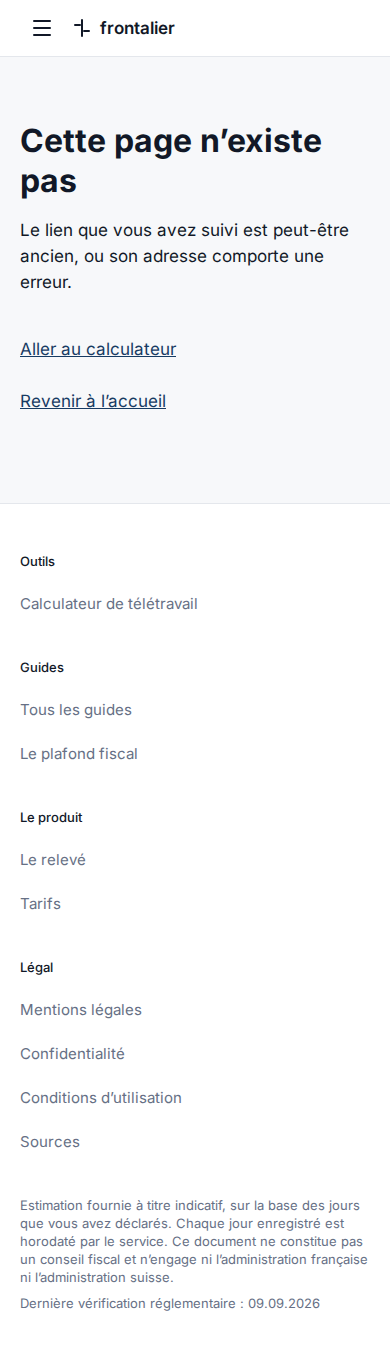 frontalier
Cette page n’existe
pas
Le lien que vous avez suivi est peut-être
ancien, ou son adresse comporte une
erreur.
Aller au calculateur
Revenir à l’accueil
Outils
Calculateur de télétravail
Guides
Tous les guides
Le plafond fiscal
Le produit
Le relevé
Tarifs
Légal
Mentions légales
Confidentialité
Conditions d’utilisation
Sources
Estimation fournie à titre indicatif, sur la base des jours
que vous avez déclarés. Chaque jour enregistré est
horodaté par le service. Ce document ne constitue pas
un conseil fiscal et n’engage ni l’administration française
ni l’administration suisse.
Dernière vérification réglementaire : 09.09.2026